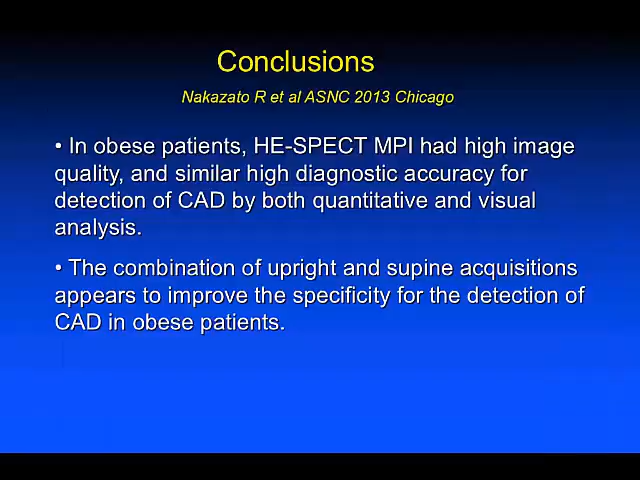 Conclusions
Nakazato R et al ASNC 2013 Chicago
• In obese patients, HE-SPECT MPI had high image
quality, and similar high diagnostic accuracy for
detection of CAD by both quantitative and visual
analysis.
• The combination of upright and supine acquisitions
appears to improve the specificity for the detection of
CAD in obese patients.